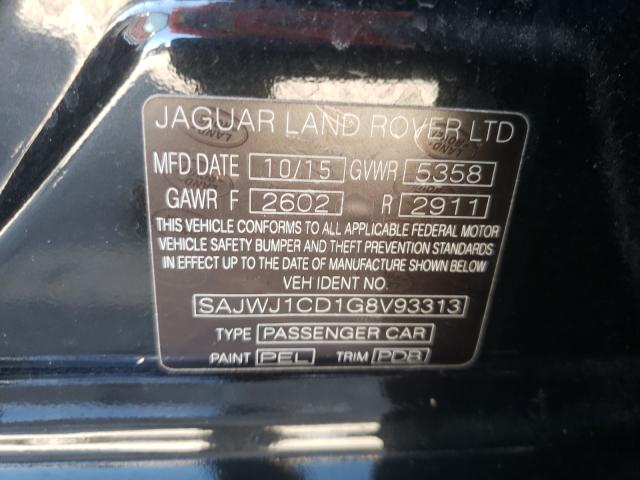 JAGUAR LAND ROVER LTD
MFD DATE 10/15 GVWR 5358
GAWR F 2602 R 2911
THIS VEHICLE CONFORMS TO ALL APPLICABLE FEDERAL MOTOR
VEHICLE SAFETY BUMPER AND THEFT PREVENTION STANDARDS
IN EFFECT UP TO THE DATE OF MANUFACTURE SHOWN BELOW
VEH IDENT NO.
SAJWJ1CD1G8V93313
TYPE PASSENGER CAR
PAINT PEL TRIM PDB